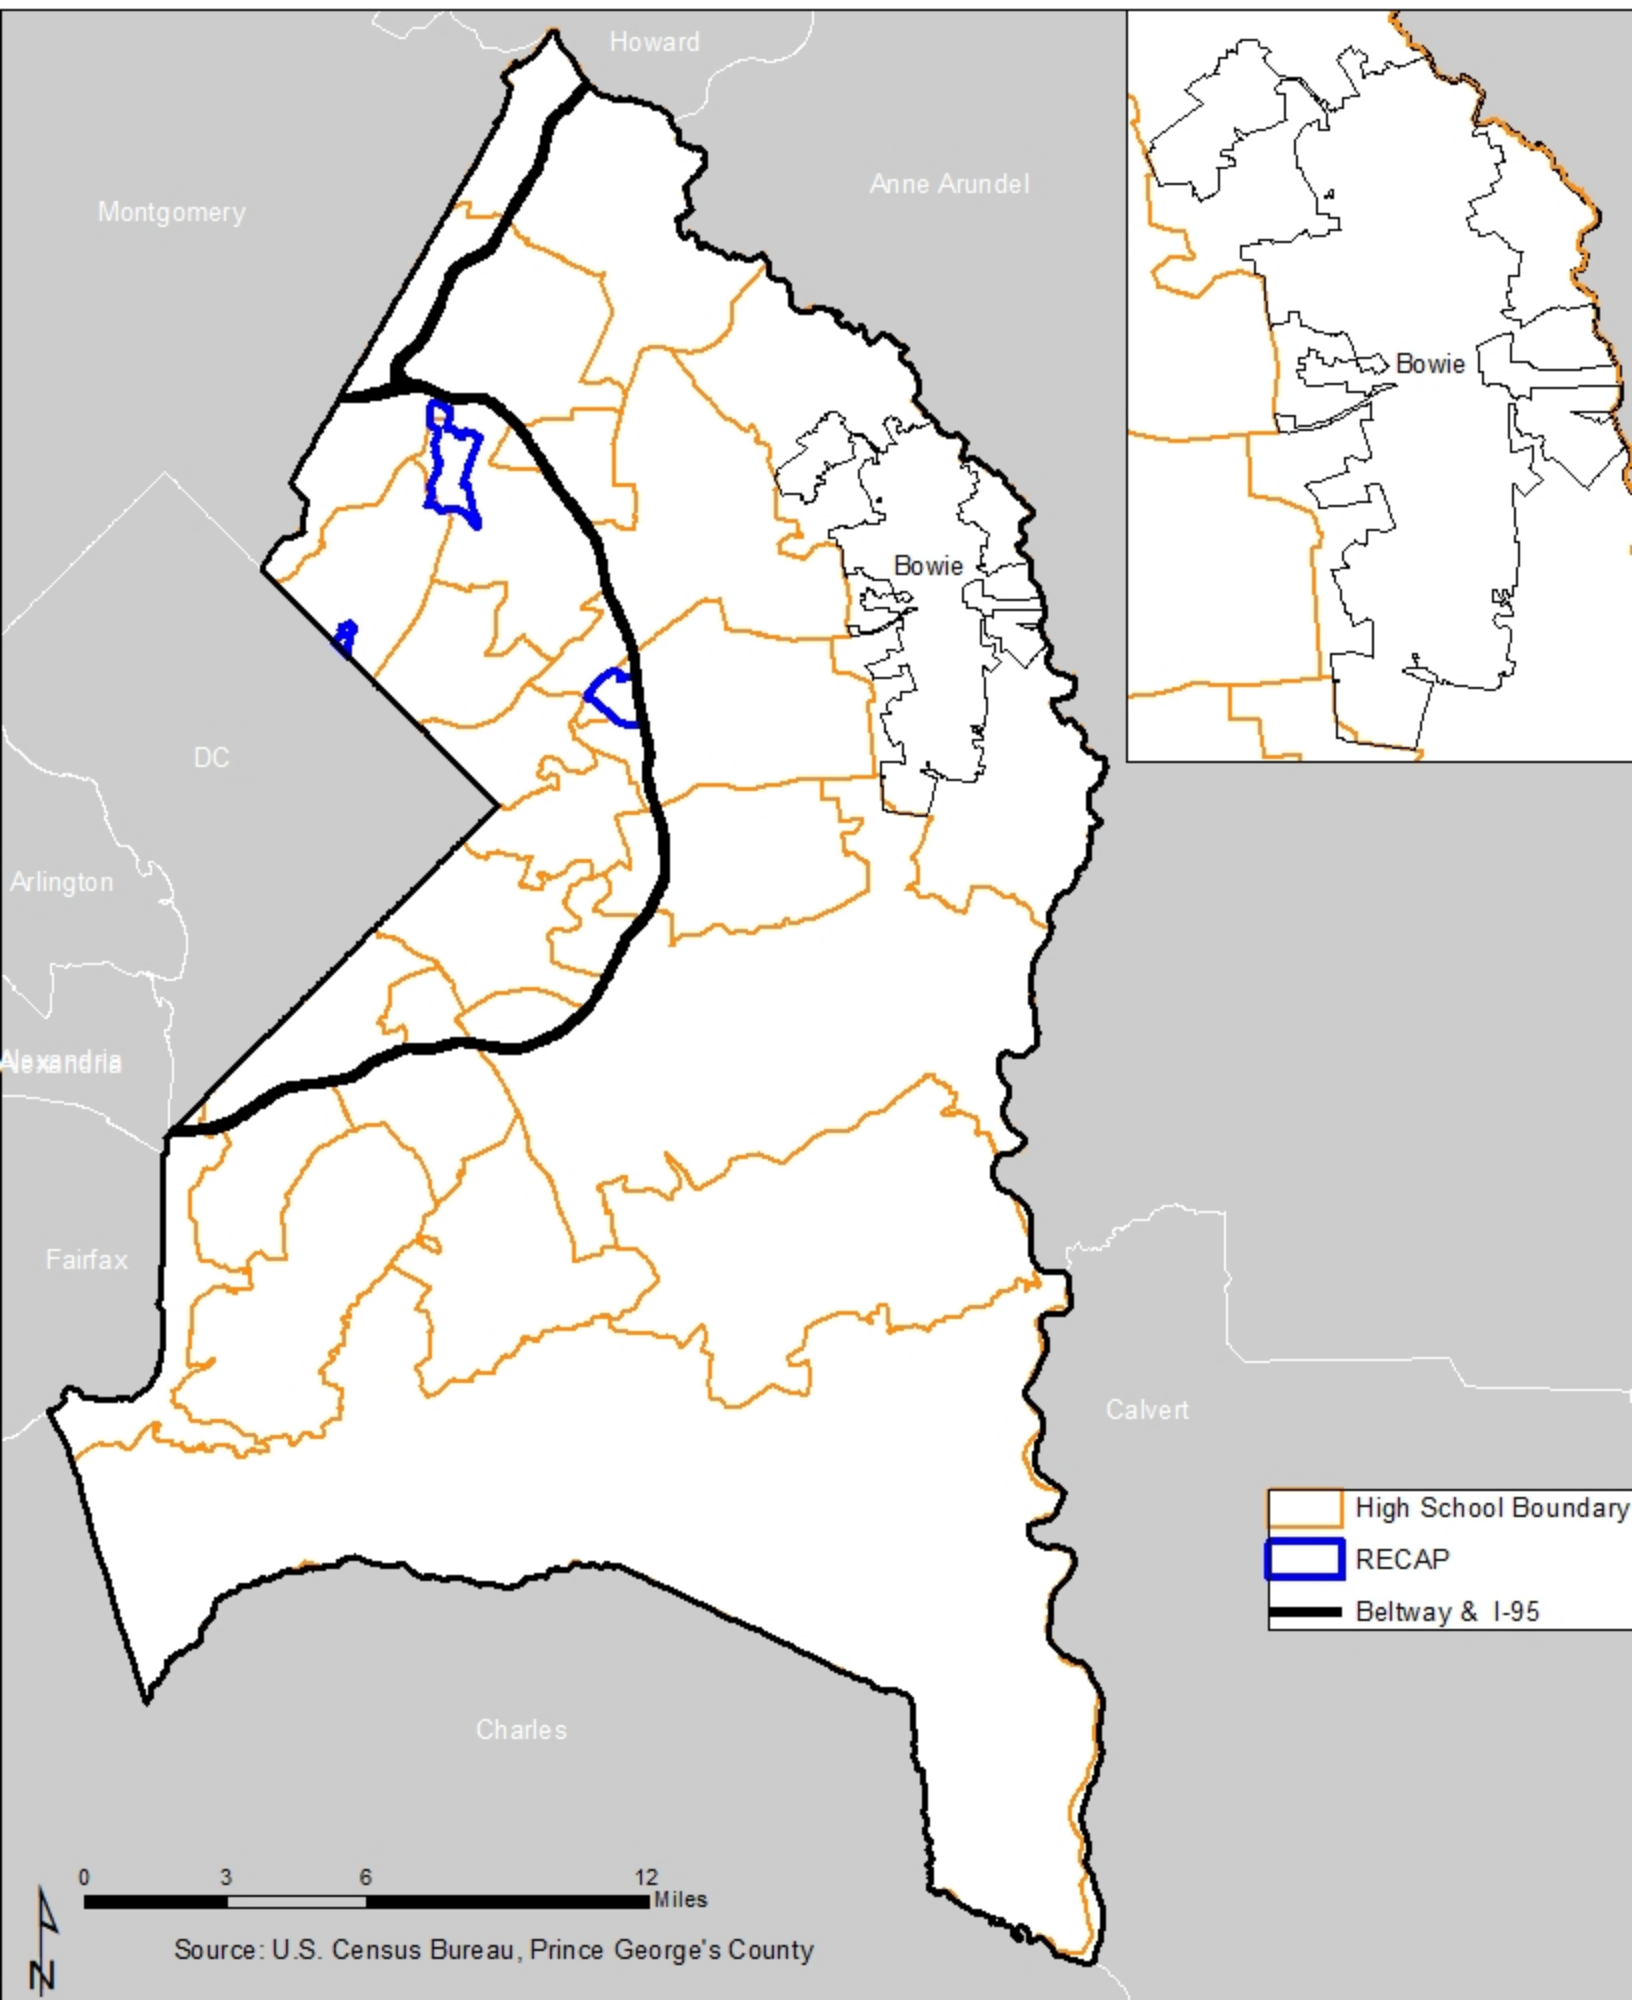 Howard
Anne Arundel
Montgomery
Bowie
Bowie
DC
Arlington
Alexandria
Fairfax
Calvert
High School Boundary
RECAP
Beltway & I-95
Charles
0 3 6 12
Miles
Source: U.S. Census Bureau, Prince George's County
N